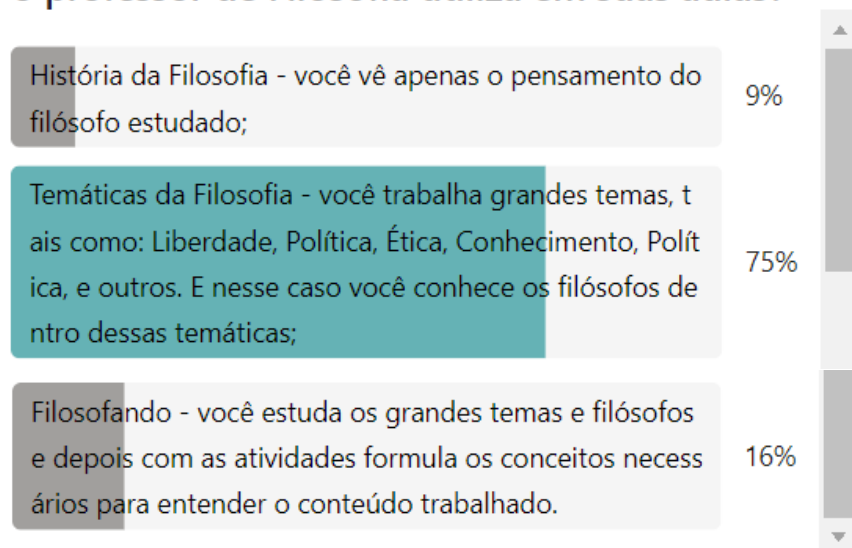 História da Filosofia - você vê apenas o pensamento do
filósofo estudado;
9%
Temáticas da Filosofia - você trabalha grandes temas, t
ais como: Liberdade, Política, Ética, Conhecimento, Polít
ica, e outros. E nesse caso você conhece os filósofos de
ntro dessas temáticas;
75%
Filosofando - você estuda os grandes temas e filósofos
e depois com as atividades formula os conceitos necess
ários para entender o conteúdo trabalhado.
16%